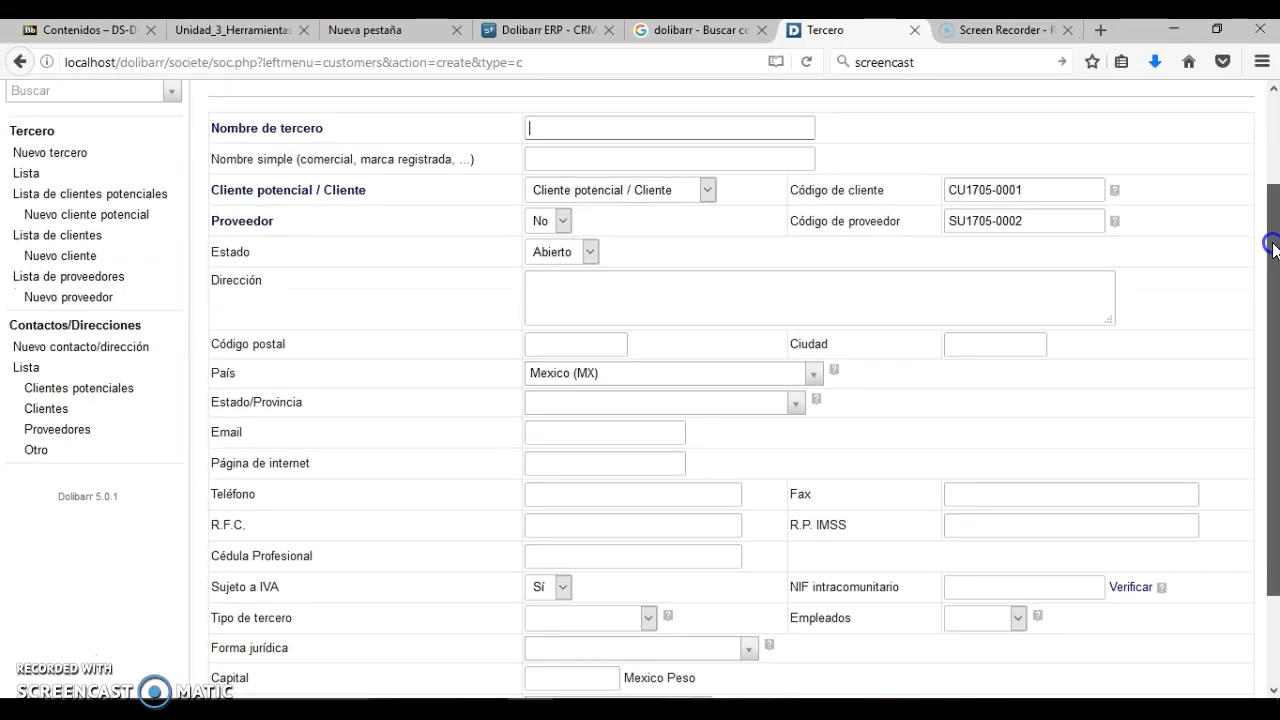 Contenidos – DS-D
Unidad_3_Herramientas
Nueva pestaña
Dolibarr ERP - CRM
dolibarr - Buscar co
Tercero
Screen Recorder - R
dolibarr/societe/soc.php?leftmenu=customers&action=create&type=c
screencast
Buscar
Tercero
Nuevo tercero
Lista
Lista de clientes potenciales
Nuevo cliente potencial
Lista de clientes
Nuevo cliente
Lista de proveedores
Nuevo proveedor
Contactos/Direcciones
Nuevo contacto/dirección
Lista
Clientes potenciales
Clientes
Proveedores
Otro
Dolibarr 5.0.1
Nombre de tercero
Nombre simple (comercial, marca registrada, ...)
Cliente potencial / Cliente Cliente potencial / Cliente Código de cliente CU1705-0001
Proveedor No Código de proveedor SU1705-0002
Estado Abierto
Dirección
Código postal Ciudad
País Mexico (MX)
Estado/Provincia
Email
Página de internet
Teléfono Fax
R.F.C. R.P. IMSS
Cédula Profesional
Sujeto a IVA Sí NIF intracomunitario Verificar
Tipo de tercero Empleados
Forma jurídica
Capital Mexico Peso
RECORDED WITH
SCREENCAST MATIC